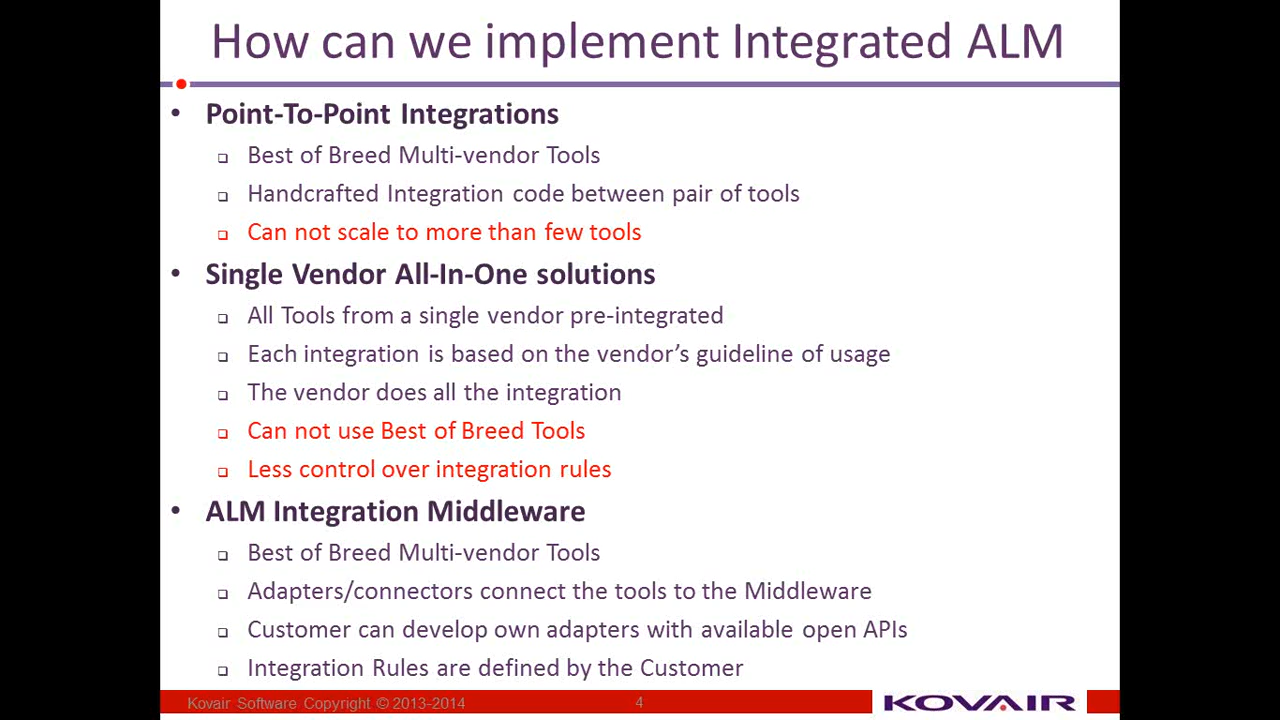 How can we implement Integrated ALM
• Point-To-Point Integrations
❑ Best of Breed Multi-vendor Tools
❑ Handcrafted Integration code between pair of tools
❑ Can not scale to more than few tools
• Single Vendor All-In-One solutions
❑ All Tools from a single vendor pre-integrated
❑ Each integration is based on the vendor’s guideline of usage
❑ The vendor does all the integration
❑ Can not use Best of Breed Tools
❑ Less control over integration rules
• ALM Integration Middleware
❑ Best of Breed Multi-vendor Tools
❑ Adapters/connectors connect the tools to the Middleware
❑ Customer can develop own adapters with available open APIs
❑ Integration Rules are defined by the Customer
Kovair Software Copyright © 2013-2014 4 KOVAIR